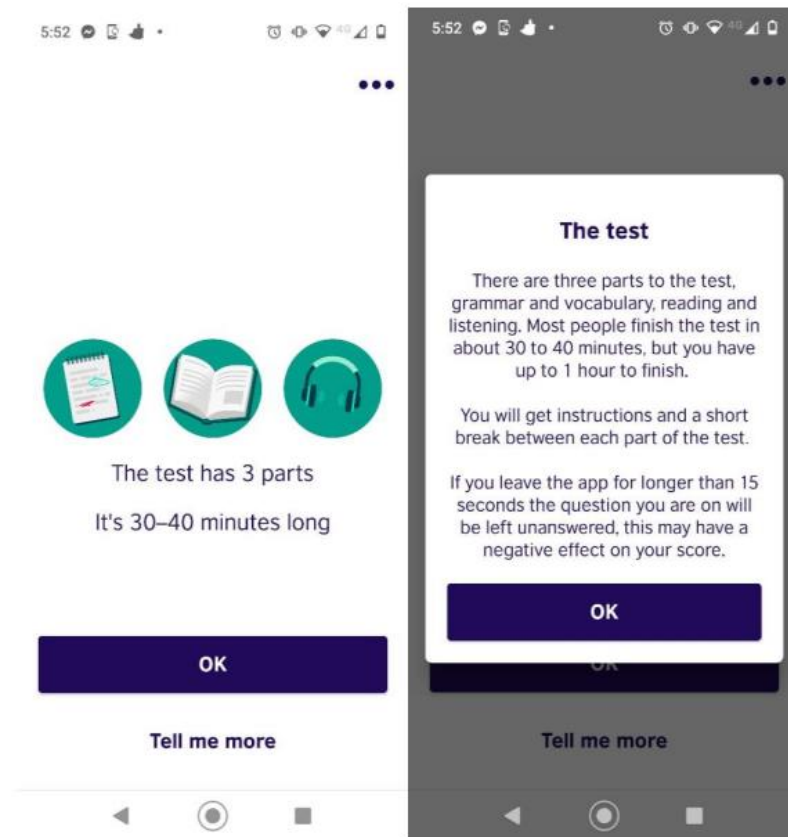 5:52
4G
The test has 3 parts
It's 30–40 minutes long
OK
Tell me more
5:52
4G
The test
There are three parts to the test,
grammar and vocabulary, reading and
listening. Most people finish the test in
about 30 to 40 minutes, but you have
up to 1 hour to finish.
You will get instructions and a short
break between each part of the test.
If you leave the app for longer than 15
seconds the question you are on will
be left unanswered, this may have a
negative effect on your score.
OK
OK
Tell me more